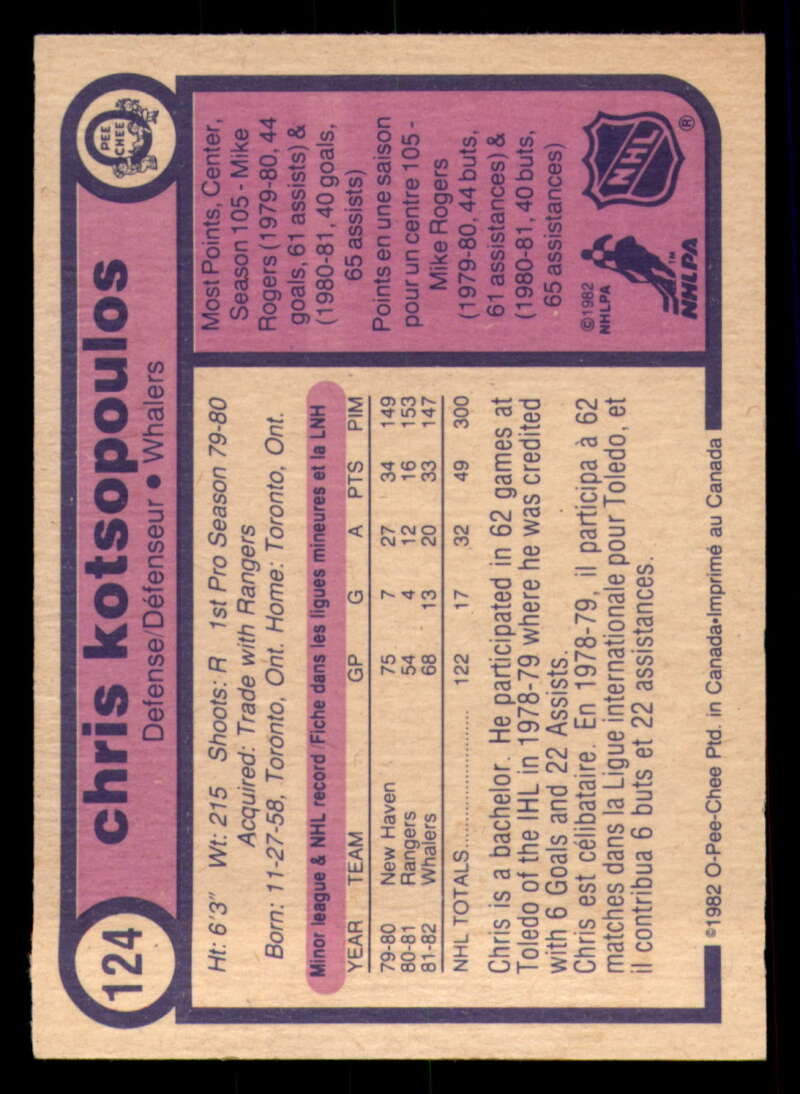 124
chris kotsopoulos
Defense/Défenseur • Whalers
O
PEE
CHEE
Ht: 6'3" Wt: 215 Shoots: R 1st Pro Season 79-80
Acquired: Trade with Rangers
Born: 11-27-58, Toronto, Ont. Home: Toronto, Ont.
Minor league & NHL record/Fiche dans les ligues mineures et la LNH
YEAR TEAM GP G A PTS PIM
79-80 New Haven 75 7 27 34 149
80-81 Rangers 54 4 12 16 153
81-82 Whalers 68 13 20 33 147
NHL TOTALS 122 17 32 49 300
Chris is a bachelor. He participated in 62 games at
Toledo of the IHL in 1978-79 where he was credited
with 6 Goals and 22 Assists.
Chris est célibataire. En 1978-79, il participa à 62
matches dans la Ligue internationale pour Toledo, et
il contribua 6 buts et 22 assistances.
Most Points, Center,
Season 105 - Mike
Rogers (1979-80, 44
goals, 61 assists) &
(1980-81, 40 goals,
65 assists)
Points en une saison
pour un centre 105 -
Mike Rogers
(1979-80, 44 buts,
61 assistances) &
(1980-81, 40 buts,
65 assistances)
©1982
NHLPA
NHL
®
™
NHLPA
©1982 O-Pee-Chee Ptd. in Canada•Imprimé au Canada